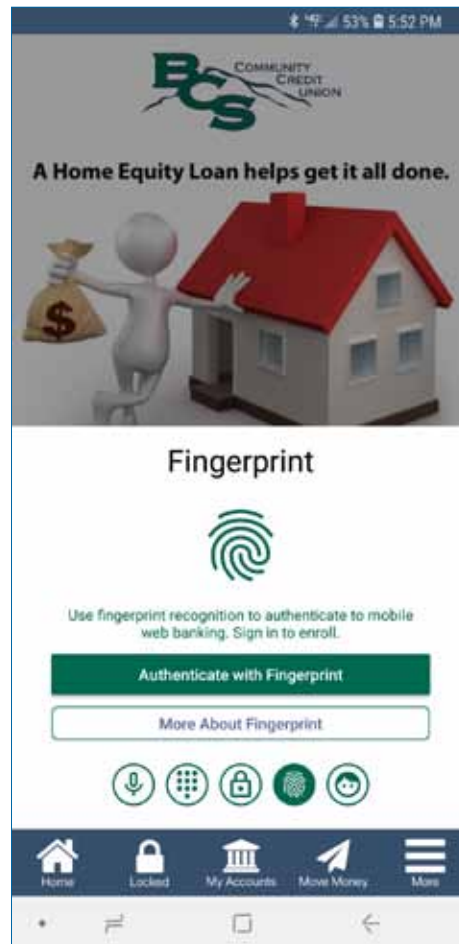 53% 5:52 PM
BCS
COMMUNITY
CREDIT
UNION
A Home Equity Loan helps get it all done.
$
Fingerprint
Use fingerprint recognition to authenticate to mobile
web banking. Sign in to enroll.
Authenticate with Fingerprint
More About Fingerprint
Home Locked My Accounts Move Money More